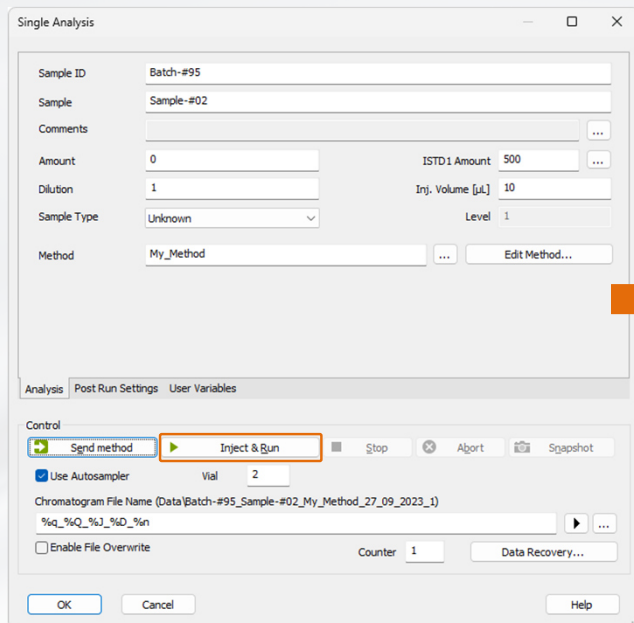 Single Analysis
Sample ID Batch-#95
Sample Sample-#02
Comments ...
Amount 0 ISTD1 Amount 500 ...
Dilution 1 Inj. Volume [µL] 10
Sample Type Unknown Level 1
Method My_Method ... Edit Method...
Analysis Post Run Settings User Variables
Control
Send method Inject & Run Stop Abort Snapshot
Use Autosampler Vial 2
Chromatogram File Name (Data\Batch-#95_Sample-#02_My_Method_27_09_2023_1)
%q_%Q_%J_%D_%n ...
Enable File Overwrite Counter 1 Data Recovery...
OK Cancel Help